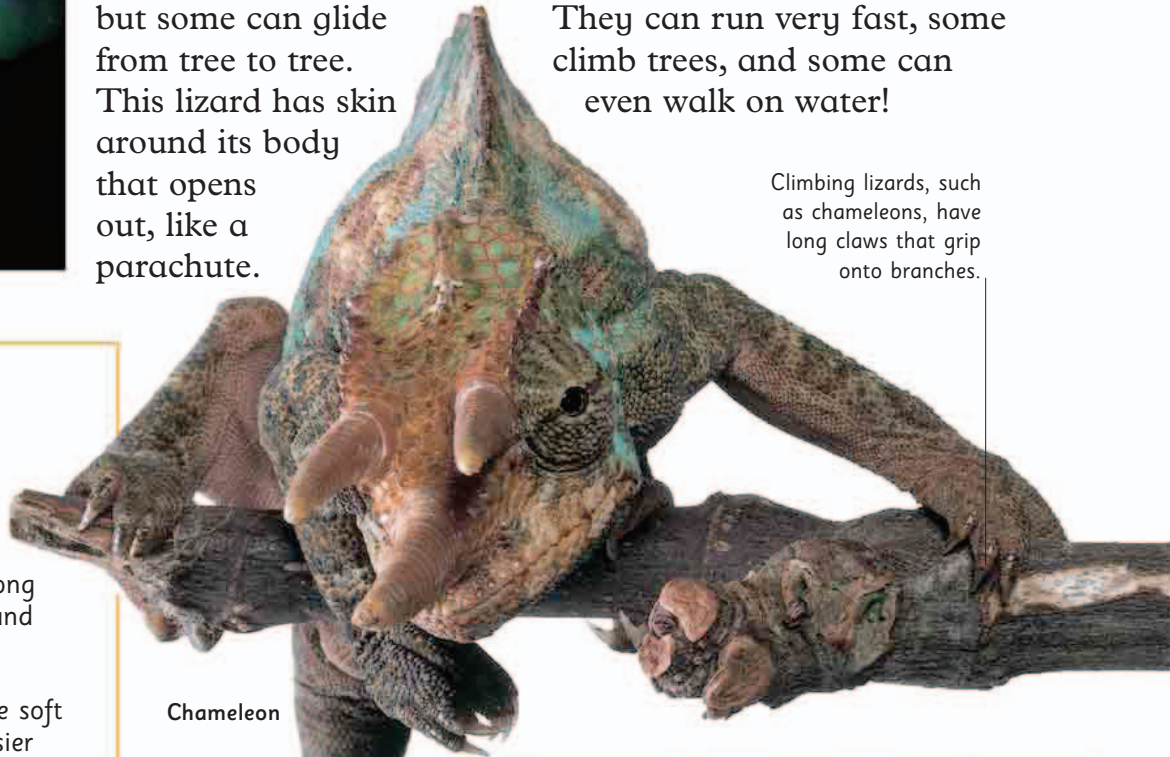 but some can glide
from tree to tree.
This lizard has skin
around its body
that opens
out, like a
parachute.
They can run very fast, some
climb trees, and some can
even walk on water!
Climbing lizards, such
as chameleons, have
long claws that grip
onto branches.
soft
Chameleon